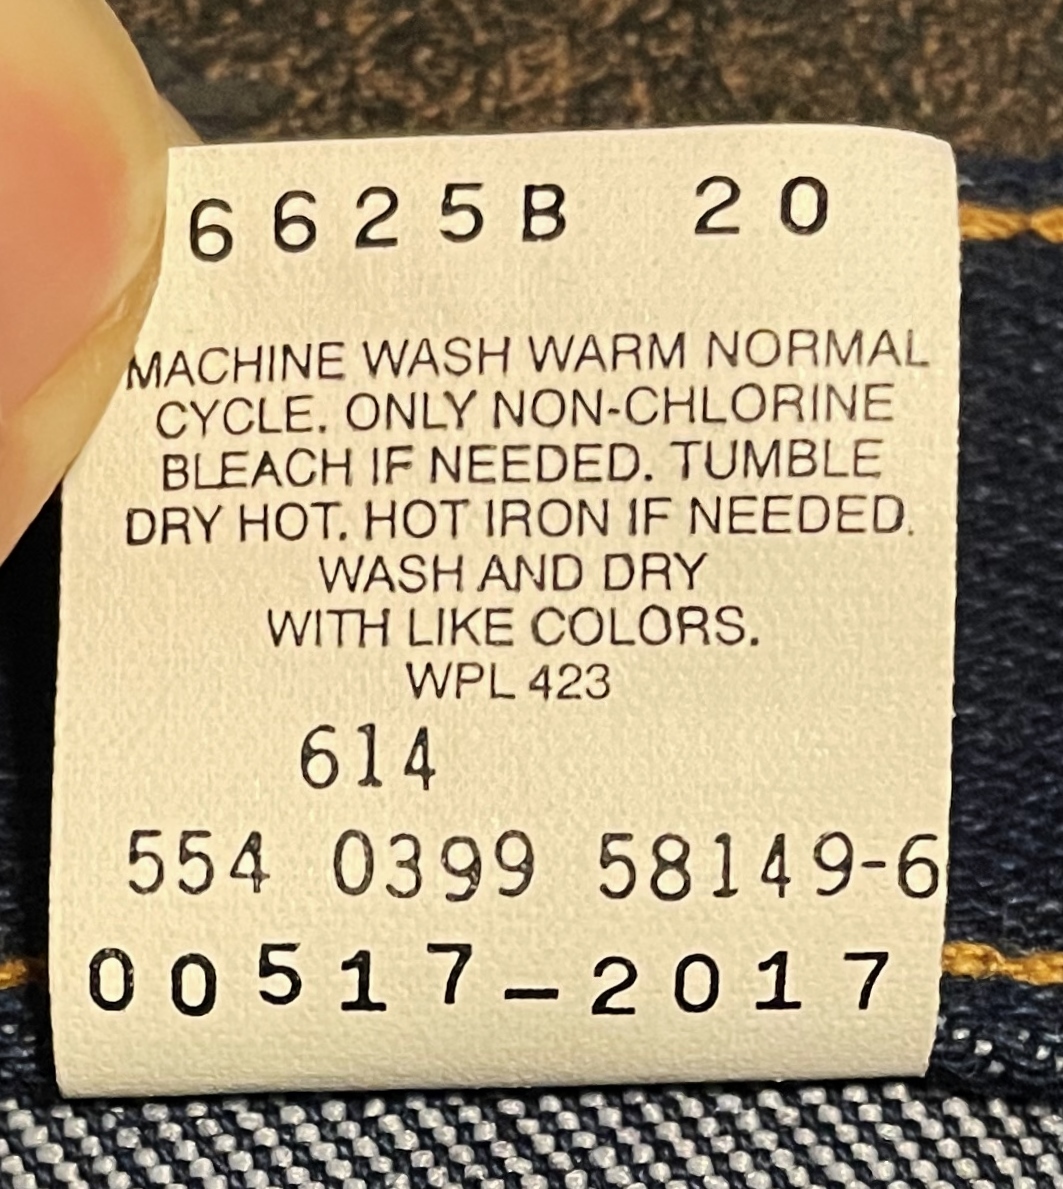 6625B 20
MACHINE WASH WARM NORMAL
CYCLE. ONLY NON-CHLORINE
BLEACH IF NEEDED. TUMBLE
DRY HOT. HOT IRON IF NEEDED.
WASH AND DRY
WITH LIKE COLORS.
WPL 423
614
554 0399 58149-6
00517-2017